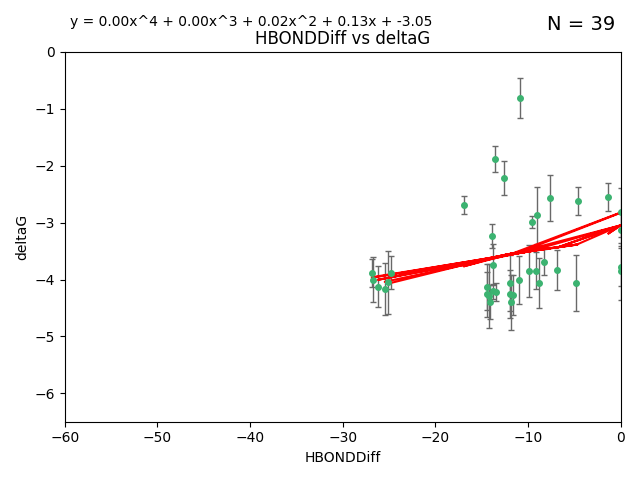 y = 0.00x^4 + 0.00x^3 + 0.02x^2 + 0.13x + -3.05
N = 39
HBONDDiff vs deltaG
0
−1
−2
−3
−4
−5
−6
deltaG
−60 −50 −40 −30 −20 −10 0
HBONDDiff